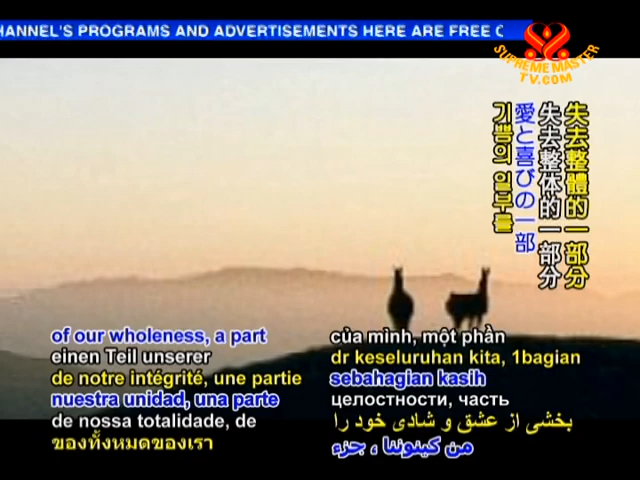 HANNEL'S PROGRAMS AND ADVERTISEMENTS HERE ARE FREE O
SUPREME MASTER
TV.COM
失去整體的一部分
失去整体的一部分
愛と喜びの一部
기쁨의 일부를
of our wholeness, a part
einen Teil unserer
de notre intégrité, une partie
nuestra unidad, una parte
de nossa totalidade, de
ของทั้งหมดของเรา
của mình, một phần
dr keseluruhan kita, 1bagian
sebahagian kasih
целостности, часть
بخشی از عشق و شادی خود را
من كينونتنا ، جزء